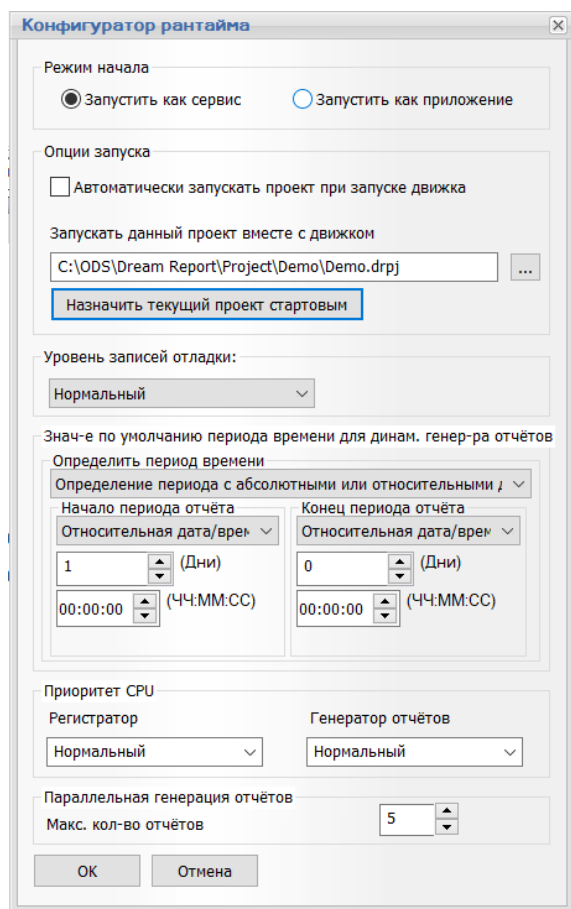 Конфигуратор рантайма
Режим начала
Запустить как сервис
Запустить как приложение
Опции запуска
Автоматически запускать проект при запуске движка
Запускать данный проект вместе с движком
C:\ODS\Dream Report\Project\Demo\Demo.drpj
...
Назначить текущий проект стартовым
Уровень записей отладки:
Нормальный
Знач-е по умолчанию периода времени для динам. генер-ра отчётов
Определить период времени
Определение периода с абсолютными или относительными д
Начало периода отчёта
Конец периода отчёта
Относительная дата/врем
Относительная дата/врем
1 (Дни)
0 (Дни)
00:00:00 (ЧЧ:ММ:СС)
00:00:00 (ЧЧ:ММ:СС)
Приоритет CPU
Регистратор
Генератор отчётов
Нормальный
Нормальный
Параллельная генерация отчётов
Макс. кол-во отчётов
5
ОК
Отмена